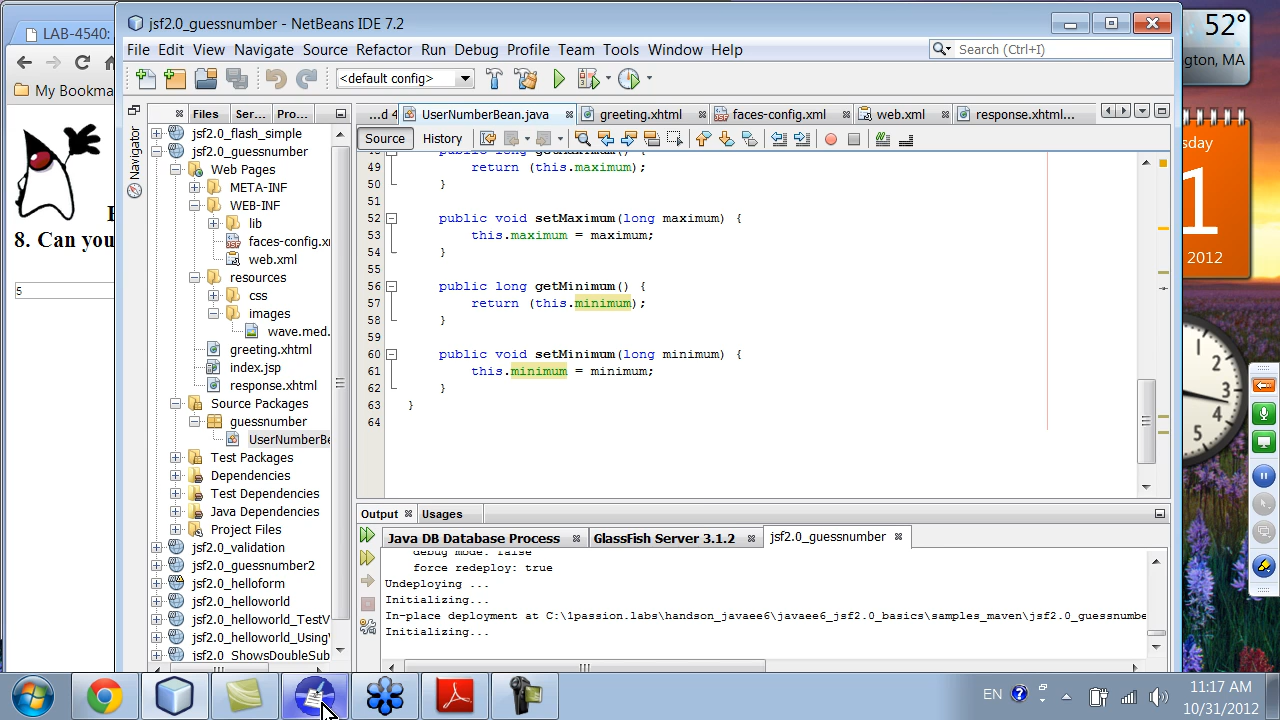 LAB-4540:
My Bookma
8. Can you
5
jsf2.0_guessnumber - NetBeans IDE 7.2
File Edit View Navigate Source Refactor Run Debug Profile Team Tools Window Help
Search (Ctrl+I)
<default config>
Navigator
Files Ser... Pro...
jsf2.0_flash_simple
jsf2.0_guessnumber
Web Pages
META-INF
WEB-INF
lib
faces-config.x
web.xml
resources
css
images
wave.med.
greeting.xhtml
index.jsp
response.xhtml
Source Packages
guessnumber
UserNumberBe
Test Packages
Dependencies
Test Dependencies
Java Dependencies
Project Files
jsf2.0_validation
jsf2.0_guessnumber2
jsf2.0_helloform
jsf2.0_helloworld
jsf2.0_helloworld_TestV
jsf2.0_helloworld_Using
jsf2.0_ShowsDoubleSub
...d 4 UserNumberBean.java greeting.xhtml faces-config.xml web.xml response.xhtml...
Source History
49 return (this.maximum);
50 }
51
52 public void setMaximum(long maximum) {
53 this.maximum = maximum;
54 }
55
56 public long getMinimum() {
57 return (this.minimum);
58 }
59
60 public void setMinimum(long minimum) {
61 this.minimum = minimum;
62 }
63 }
64
Output Usages
Java DB Database Process GlassFish Server 3.1.2 jsf2.0_guessnumber
debug mode: false
force redeploy: true
Undeploying ...
Initializing.
In-place deployment at C:\1passion.labs\handson_javaee6\javaee6_jsf2.0_basics\samples_maven\jsf2.0_guessnumbe
Initializing...
52°
gton, MA
sday
1
2012
1
2
3
4
5
EN
11:17 AM
10/31/2012